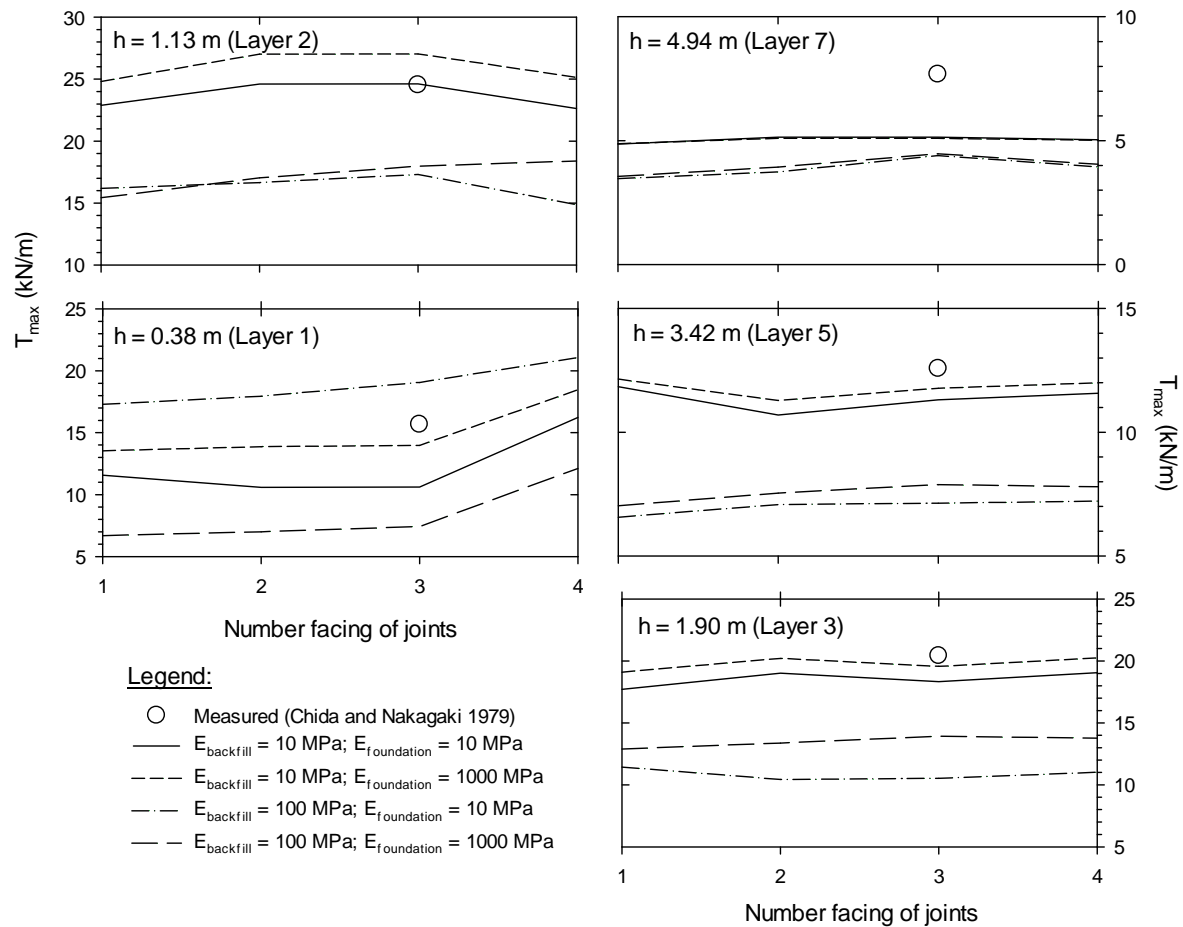 h = 1.13 m (Layer 2)
30
25
20
15
10
h = 4.94 m (Layer 7)
10
5
0
T_max (kN/m)
h = 0.38 m (Layer 1)
25
20
15
10
5
1 2 3 4
Number facing of joints
h = 3.42 m (Layer 5)
15
10
5
T_max (kN/m)
h = 1.90 m (Layer 3)
25
20
15
10
5
1 2 3 4
Number facing of joints
Legend:
Measured (Chida and Nakagaki 1979)
E_backfill = 10 MPa; E_foundation = 10 MPa
E_backfill = 10 MPa; E_foundation = 1000 MPa
E_backfill = 100 MPa; E_foundation = 10 MPa
E_backfill = 100 MPa; E_foundation = 1000 MPa